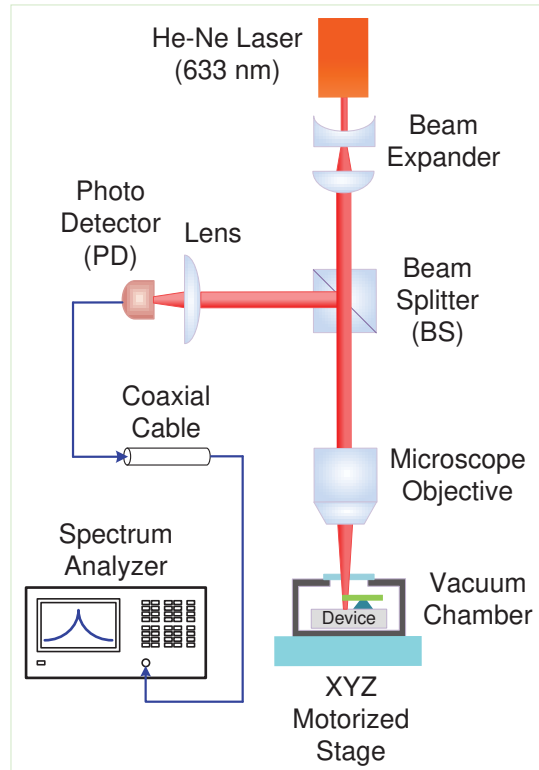 He-Ne Laser
(633 nm)
Beam
Expander
Photo
Detector
(PD)
Lens
Beam
Splitter
(BS)
Coaxial
Cable
Microscope
Objective
Spectrum
Analyzer
Vacuum
Chamber
Device
XYZ
Motorized
Stage